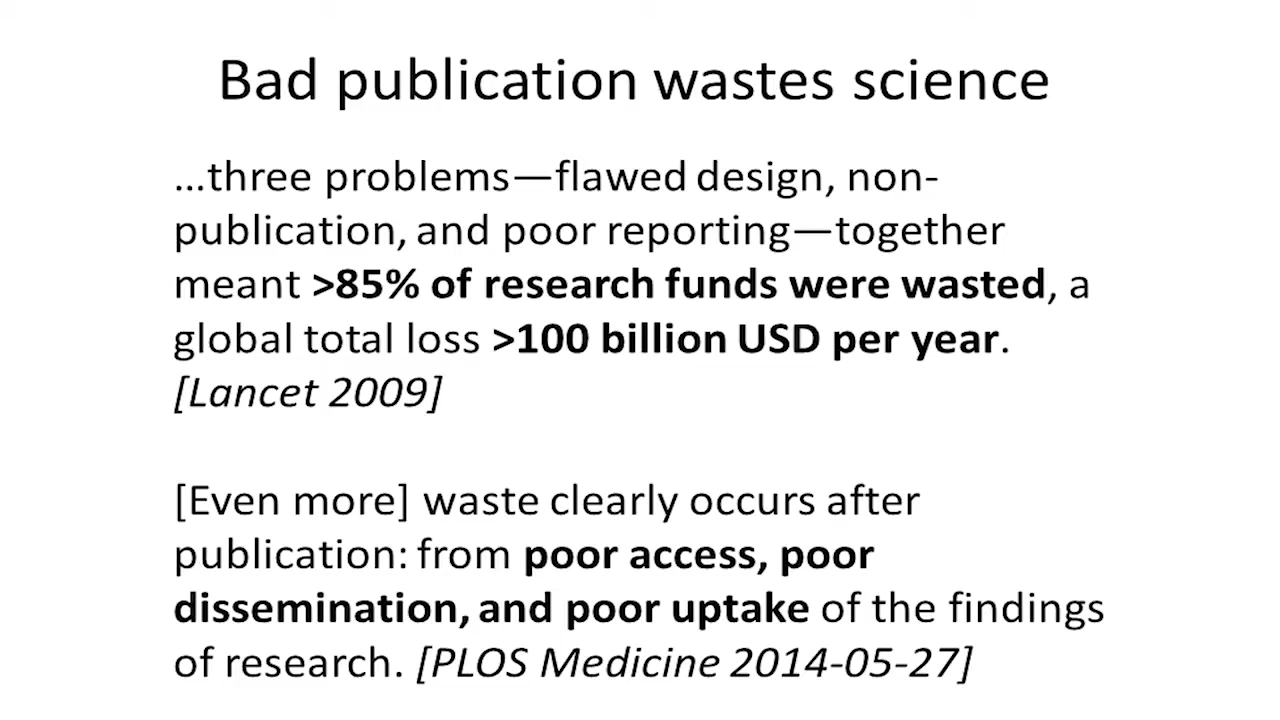 Bad publication wastes science
…three problems—flawed design, non-
publication, and poor reporting—together
meant >85% of research funds were wasted, a
global total loss >100 billion USD per year.
[Lancet 2009]
[Even more] waste clearly occurs after
publication: from poor access, poor
dissemination, and poor uptake of the findings
of research. [PLOS Medicine 2014-05-27]